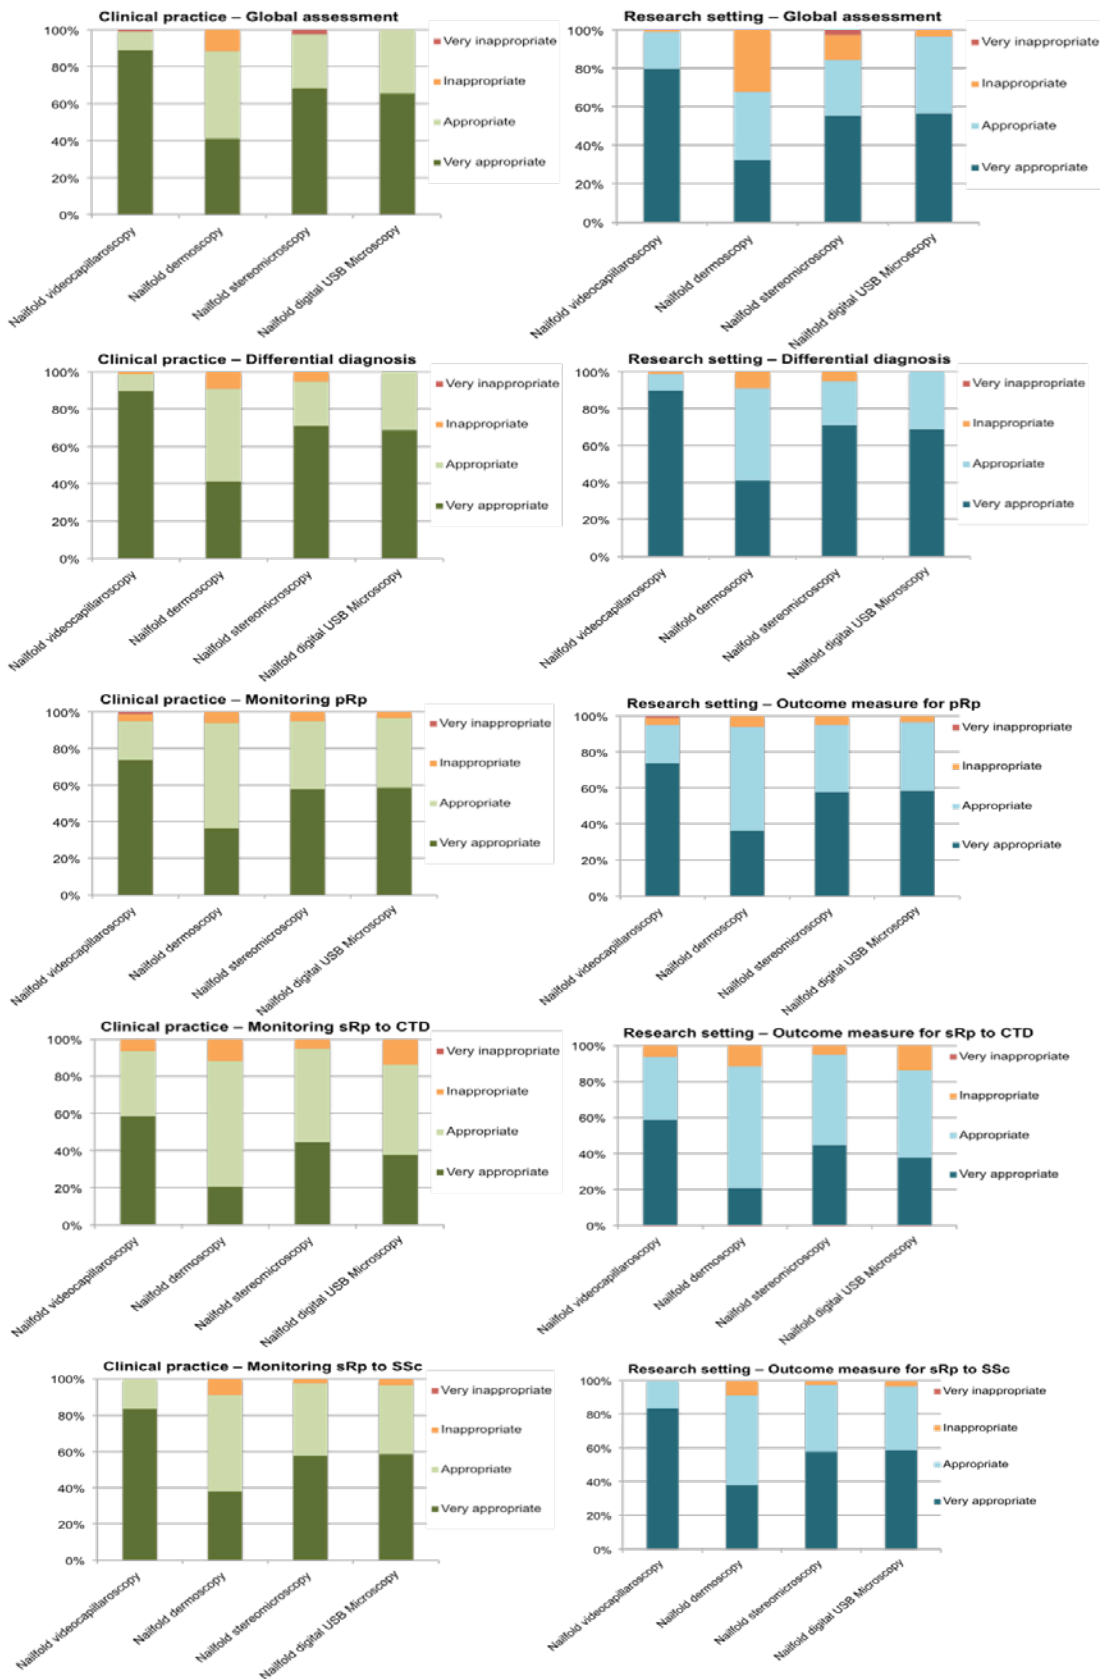 Clinical practice – Global assessment
100%
80%
60%
40%
20%
0%
Very inappropriate
Inappropriate
Appropriate
Very appropriate
Nailfold videocapillaroscopy
Nailfold dermoscopy
Nailfold stereomicroscopy
Nailfold digital USB Microscopy
Research setting – Global assessment
100%
80%
60%
40%
20%
0%
Very inappropriate
Inappropriate
Appropriate
Very appropriate
Nailfold videocapillaroscopy
Nailfold dermoscopy
Nailfold stereomicroscopy
Nailfold digital USB Microscopy
Clinical practice – Differential diagnosis
100%
80%
60%
40%
20%
0%
Very inappropriate
Inappropriate
Appropriate
Very appropriate
Nailfold videocapillaroscopy
Nailfold dermoscopy
Nailfold stereomicroscopy
Nailfold digital USB Microscopy
Research setting – Differential diagnosis
100%
80%
60%
40%
20%
0%
Very inappropriate
Inappropriate
Appropriate
Very appropriate
Nailfold videocapillaroscopy
Nailfold dermoscopy
Nailfold stereomicroscopy
Nailfold digital USB Microscopy
Clinical practice – Monitoring pRp
100%
80%
60%
40%
20%
0%
Very inappropriate
Inappropriate
Appropriate
Very appropriate
Nailfold videocapillaroscopy
Nailfold dermoscopy
Nailfold stereomicroscopy
Nailfold digital USB Microscopy
Research setting – Outcome measure for pRp
100%
80%
60%
40%
20%
0%
Very inappropriate
Inappropriate
Appropriate
Very appropriate
Nailfold videocapillaroscopy
Nailfold dermoscopy
Nailfold stereomicroscopy
Nailfold digital USB Microscopy
Clinical practice – Monitoring sRp to CTD
100%
80%
60%
40%
20%
0%
Very inappropriate
Inappropriate
Appropriate
Very appropriate
Nailfold videocapillaroscopy
Nailfold dermoscopy
Nailfold stereomicroscopy
Nailfold digital USB Microscopy
Research setting – Outcome measure for sRp to CTD
100%
80%
60%
40%
20%
0%
Very inappropriate
Inappropriate
Appropriate
Very appropriate
Nailfold videocapillaroscopy
Nailfold dermoscopy
Nailfold stereomicroscopy
Nailfold digital USB Microscopy
Clinical practice – Monitoring sRp to SSc
100%
80%
60%
40%
20%
0%
Very inappropriate
Inappropriate
Appropriate
Very appropriate
Nailfold videocapillaroscopy
Nailfold dermoscopy
Nailfold stereomicroscopy
Nailfold digital USB Microscopy
Research setting – Outcome measure for sRp to SSc
100%
80%
60%
40%
20%
0%
Very inappropriate
Inappropriate
Appropriate
Very appropriate
Nailfold videocapillaroscopy
Nailfold dermoscopy
Nailfold stereomicroscopy
Nailfold digital USB Microscopy